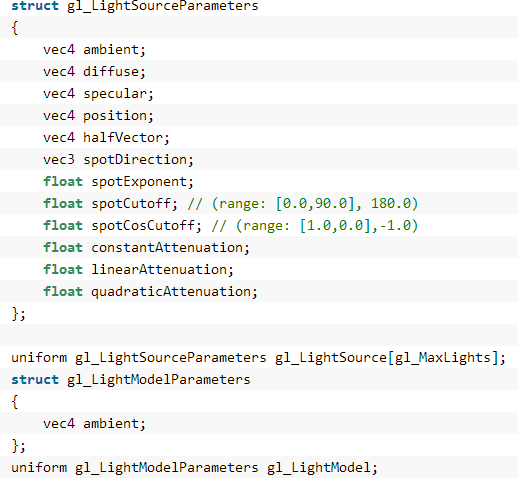 struct gl_LightSourceParameters
{
    vec4 ambient;
    vec4 diffuse;
    vec4 specular;
    vec4 position;
    vec4 halfVector;
    vec3 spotDirection;
    float spotExponent;
    float spotCutoff; // (range: [0.0,90.0], 180.0)
    float spotCosCutoff; // (range: [1.0,0.0],-1.0)
    float constantAttenuation;
    float linearAttenuation;
    float quadraticAttenuation;
};

uniform gl_LightSourceParameters gl_LightSource[gl_MaxLights];
struct gl_LightModelParameters
{
    vec4 ambient;
};
uniform gl_LightModelParameters gl_LightModel;